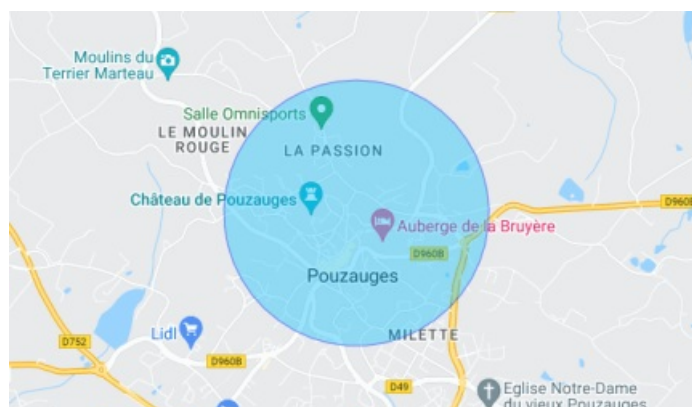 Moulins du
Terrier Marteau
Salle Omnisports
LE MOULIN
ROUGE
LA PASSION
Château de Pouzauges
D960B
Auberge de la Bruyère
D960B
Pouzauges
Lidl
MILETTE
D752
D960B
D49
Eglise Notre-Dame
du vieux Pouzauges